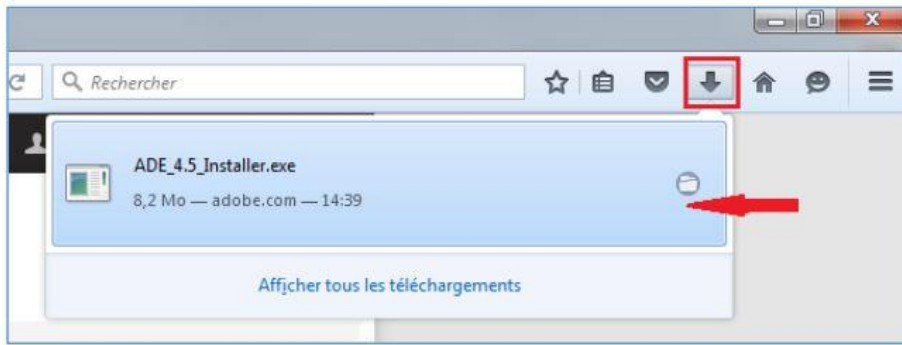 Rechercher
ADE_4.5_Installer.exe
8,2 Mo — adobe.com — 14:39
Afficher tous les téléchargements